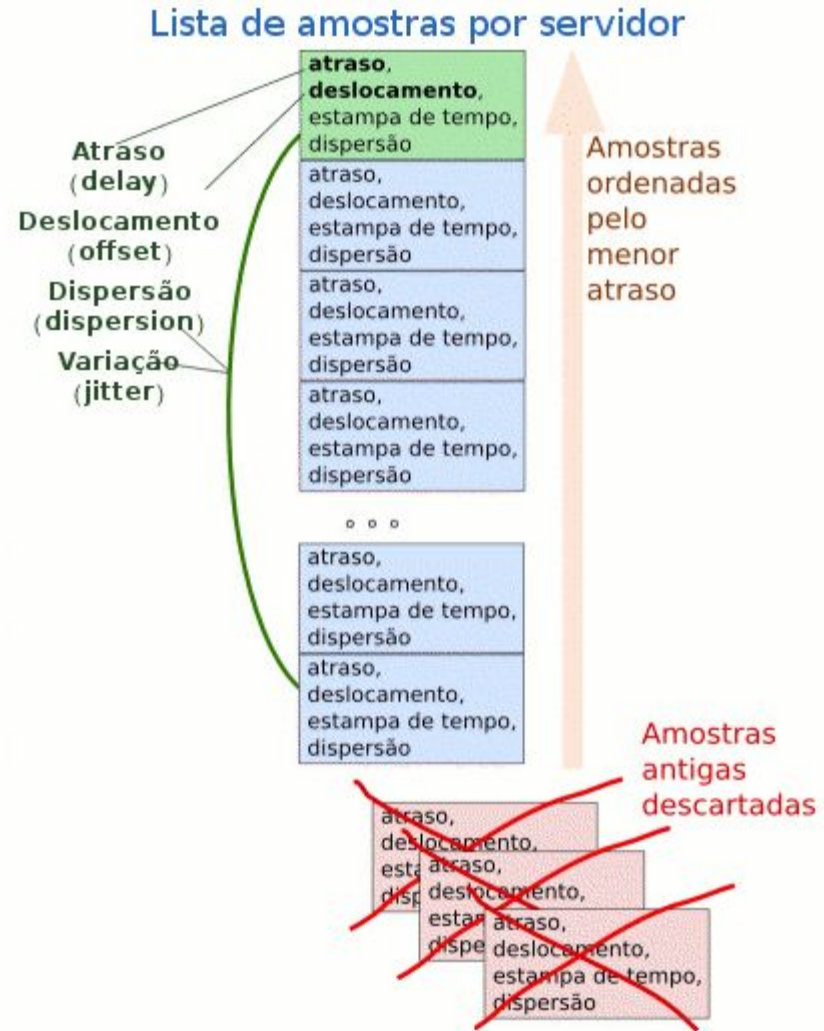 Lista de amostras por servidor
Atraso
(delay)
Deslocamento
(offset)
Dispersão
(dispersion)
Variação
(jitter)
atraso,
deslocamento,
estampa de tempo,
dispersão
atraso,
deslocamento,
estampa de tempo,
dispersão
atraso,
deslocamento,
estampa de tempo,
dispersão
atraso,
deslocamento,
estampa de tempo,
dispersão
atraso,
deslocamento,
estampa de tempo,
dispersão
atraso,
deslocamento,
estampa de tempo,
dispersão
Amostras
ordenadas
pelo
menor
atraso
Amostras
antigas
descartadas
atraso,
deslocamento,
atraso,
deslocamento,
atraso,
deslocamento,
estampa de tempo,
dispersão